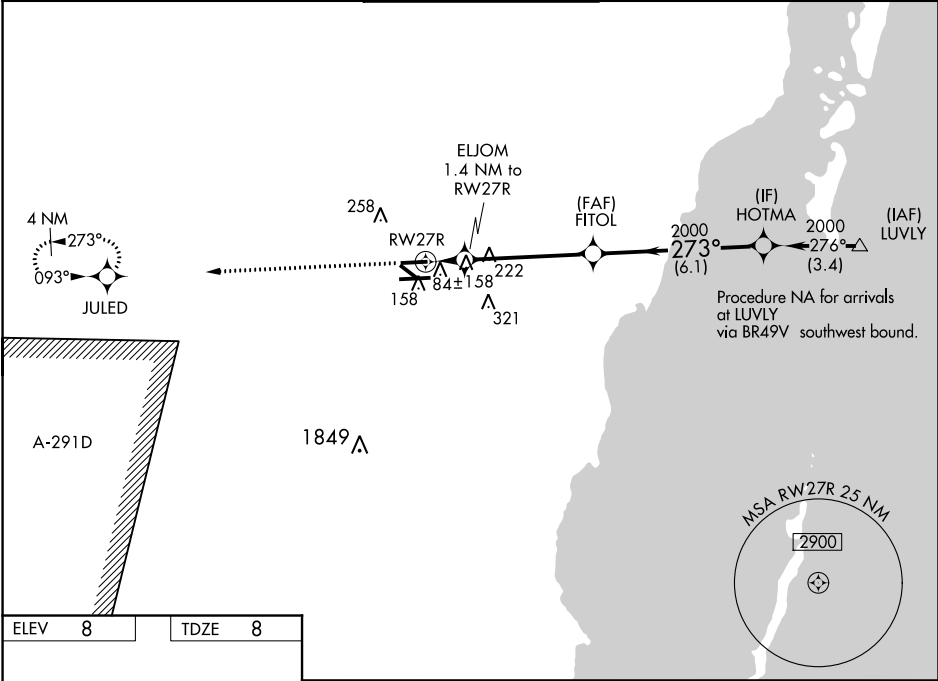 ELJOM
1.4 NM to
RW27R
258
4 NM
273°
093°
JULED
RW27R
84±
158
222
158
321
(FAF)
FITOL
2000
273°
(6.1)
(IF)
HOTMA
2000
276°
(3.4)
(IAF)
LUVLY
Procedure NA for arrivals
at LUVLY
via BR49V southwest bound.
A-291D
1849
MSA RW27R 25 NM
2900
ELEV 8
TDZE 8